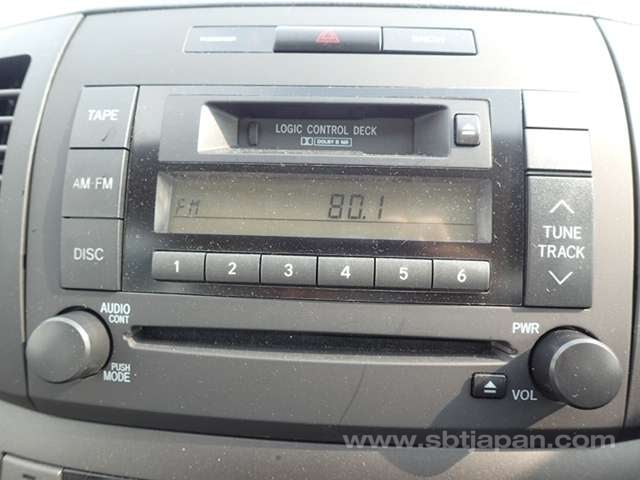 SNOW
TAPE
LOGIC CONTROL DECK
DOLBY B NR
AM·FM
FM 80.1
TUNE
TRACK
DISC
1 2 3 4 5 6
AUDIO
CONT
PWR
PUSH
MODE
VOL
www.sbtjapan.com